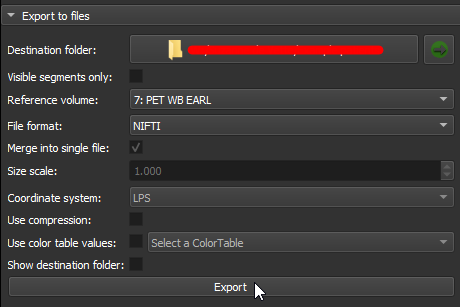 Export to files
Destination folder:
Visible segments only:
Reference volume: 7: PET WB EARL
File format: NIFTI
Merge into single file:
Size scale: 1.000
Coordinate system: LPS
Use compression:
Use color table values: Select a ColorTable
Show destination folder:
Export